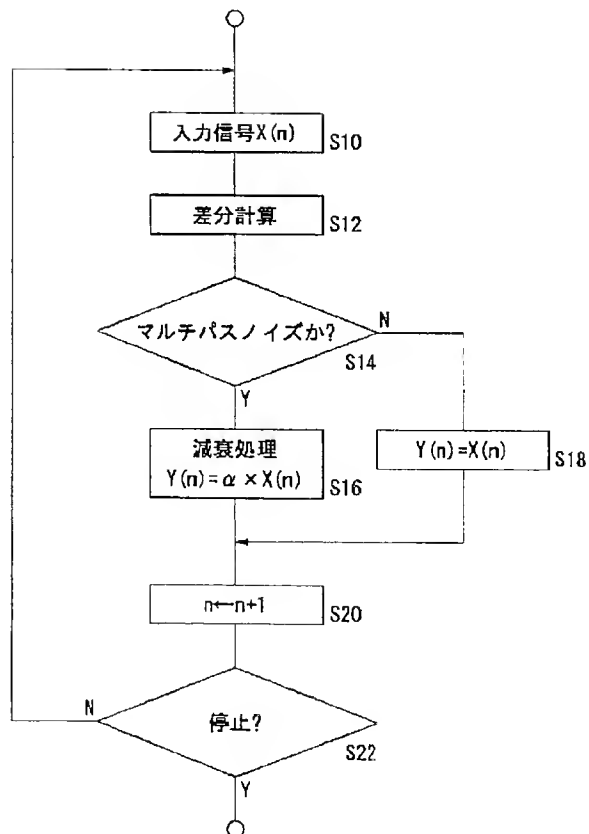 入力信号X(n)
S10
差分計算
S12
マルチパスノイズか?
N
S14
Y
減衰処理
Y(n)=α×X(n)
S16
Y(n)=X(n)
S18
n←n+1
S20
N
停止?
S22
Y